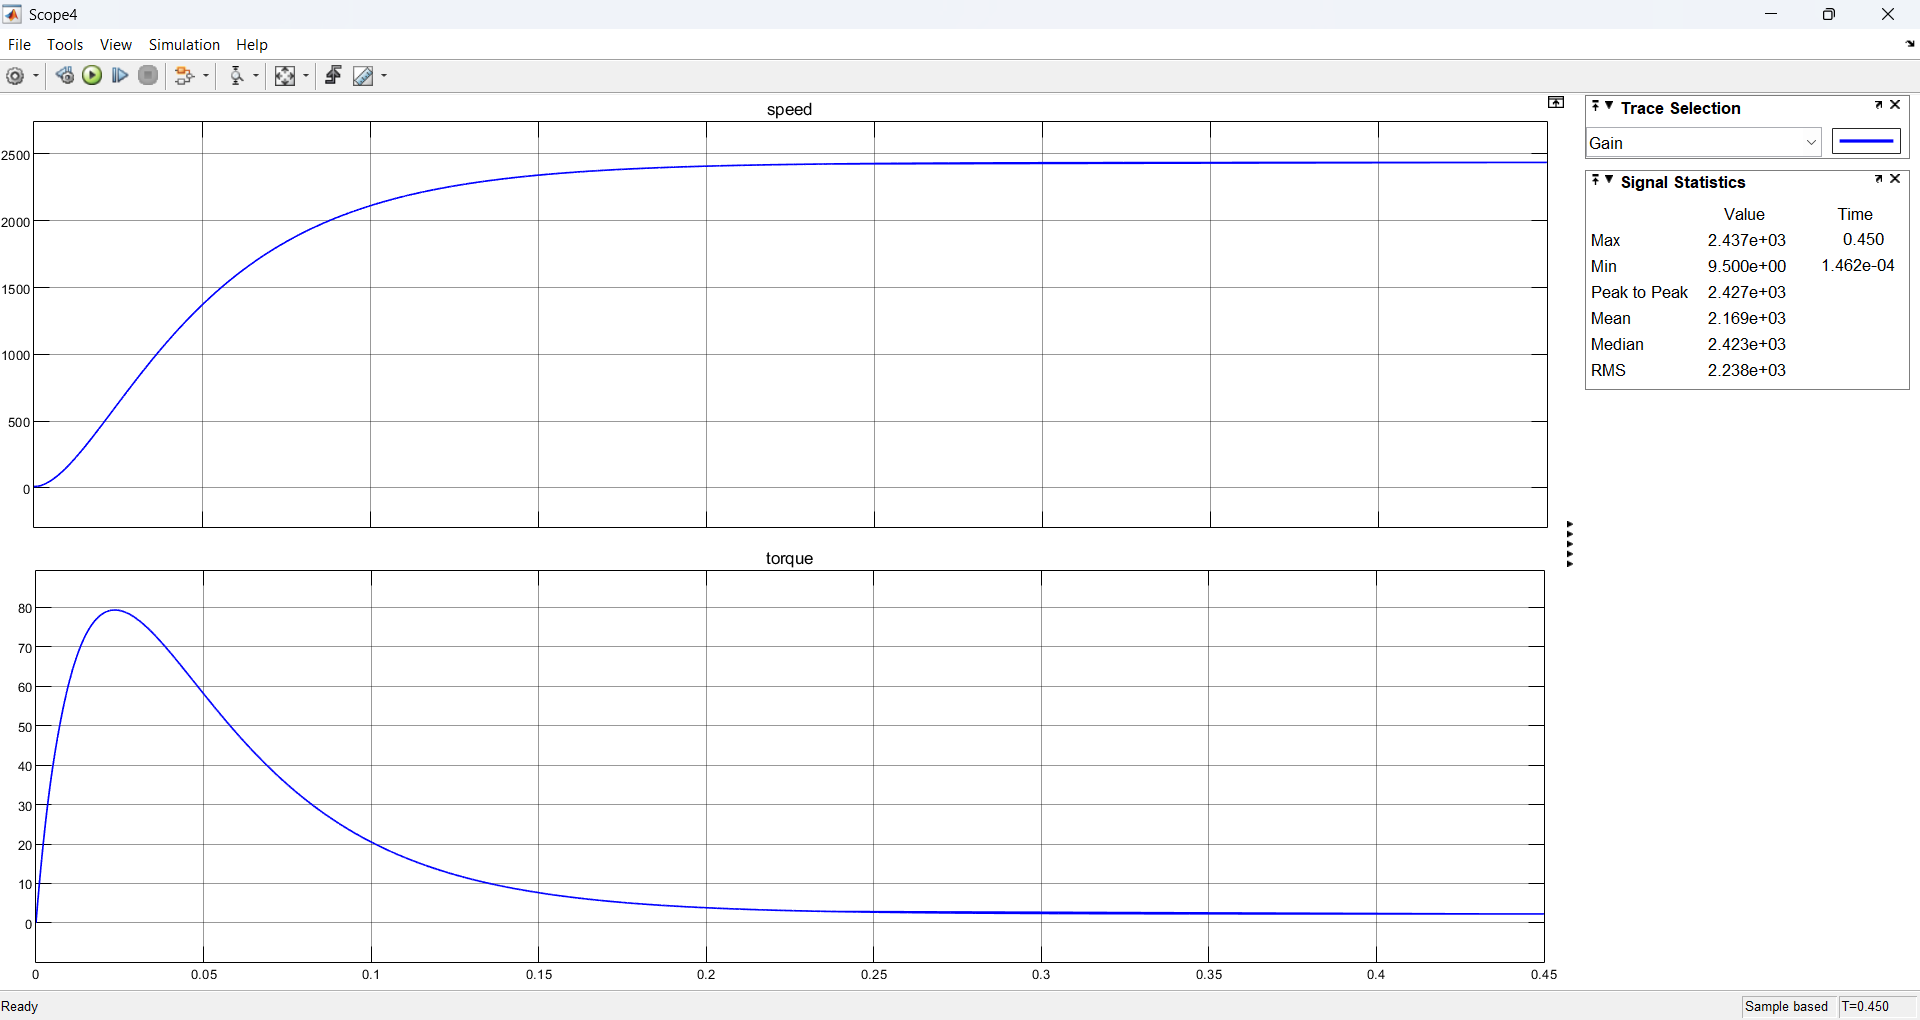 Scope4
File Tools View Simulation Help
speed
2500
2000
1500
1000
500
0
torque
80
70
60
50
40
30
20
10
0
0 0.05 0.1 0.15 0.2 0.25 0.3 0.35 0.4 0.45
Trace Selection
Gain
Signal Statistics
Value Time
Max 2.437e+03 0.450
Min 9.500e+00 1.462e-04
Peak to Peak 2.427e+03
Mean 2.169e+03
Median 2.423e+03
RMS 2.238e+03
Ready Sample based T=0.450